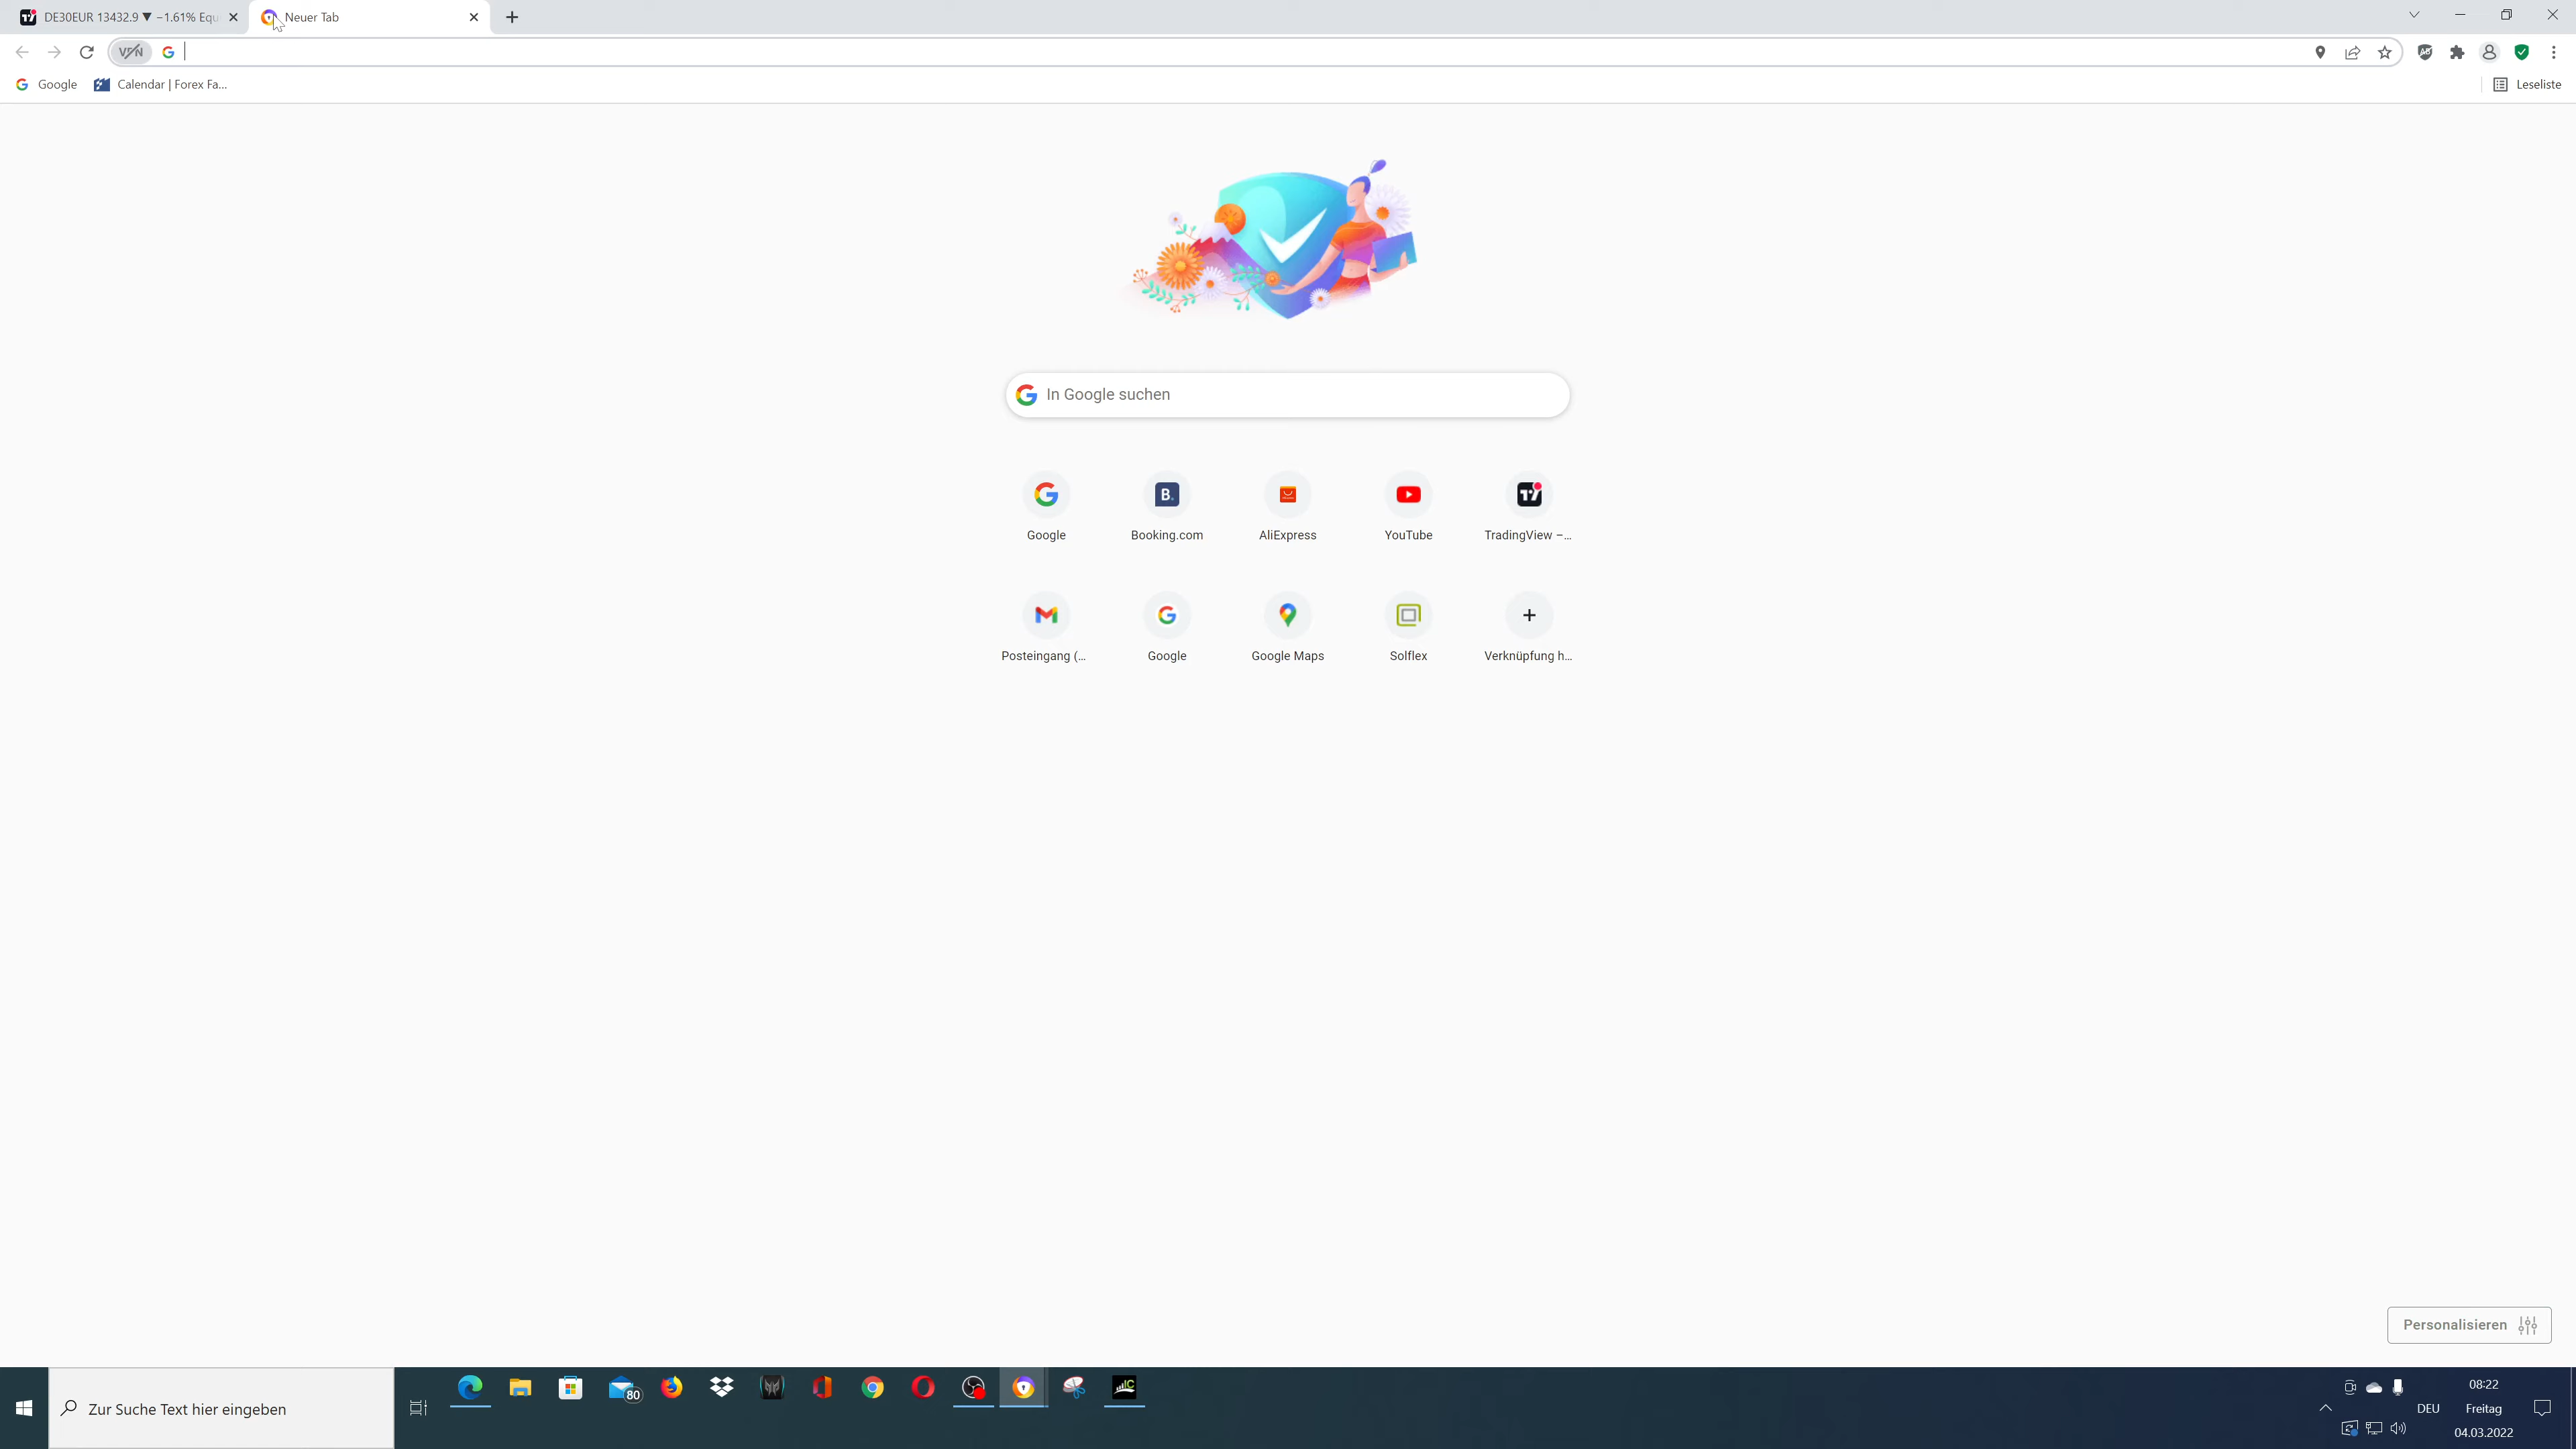 DE30EUR 13432.9 ▼ −1.61% Equ
Neuer Tab
VPN
Google
Calendar | Forex Fa...
Leseliste
In Google suchen
Google
Booking.com
AliExpress
YouTube
TradingView –...
Posteingang (...
Google
Google Maps
Solflex
Verknüpfung h...
Personalisieren
Zur Suche Text hier eingeben
80
IC
DEU
08:22
Freitag
04.03.2022